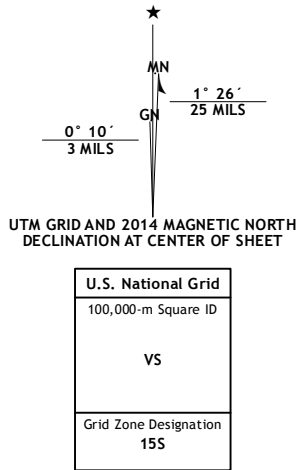 ★
MN
1° 26´
25 MILS
GN
0° 10´
3 MILS
UTM GRID AND 2014 MAGNETIC NORTH
DECLINATION AT CENTER OF SHEET
U.S. National Grid
100,000-m Square ID
VS
Grid Zone Designation
15S